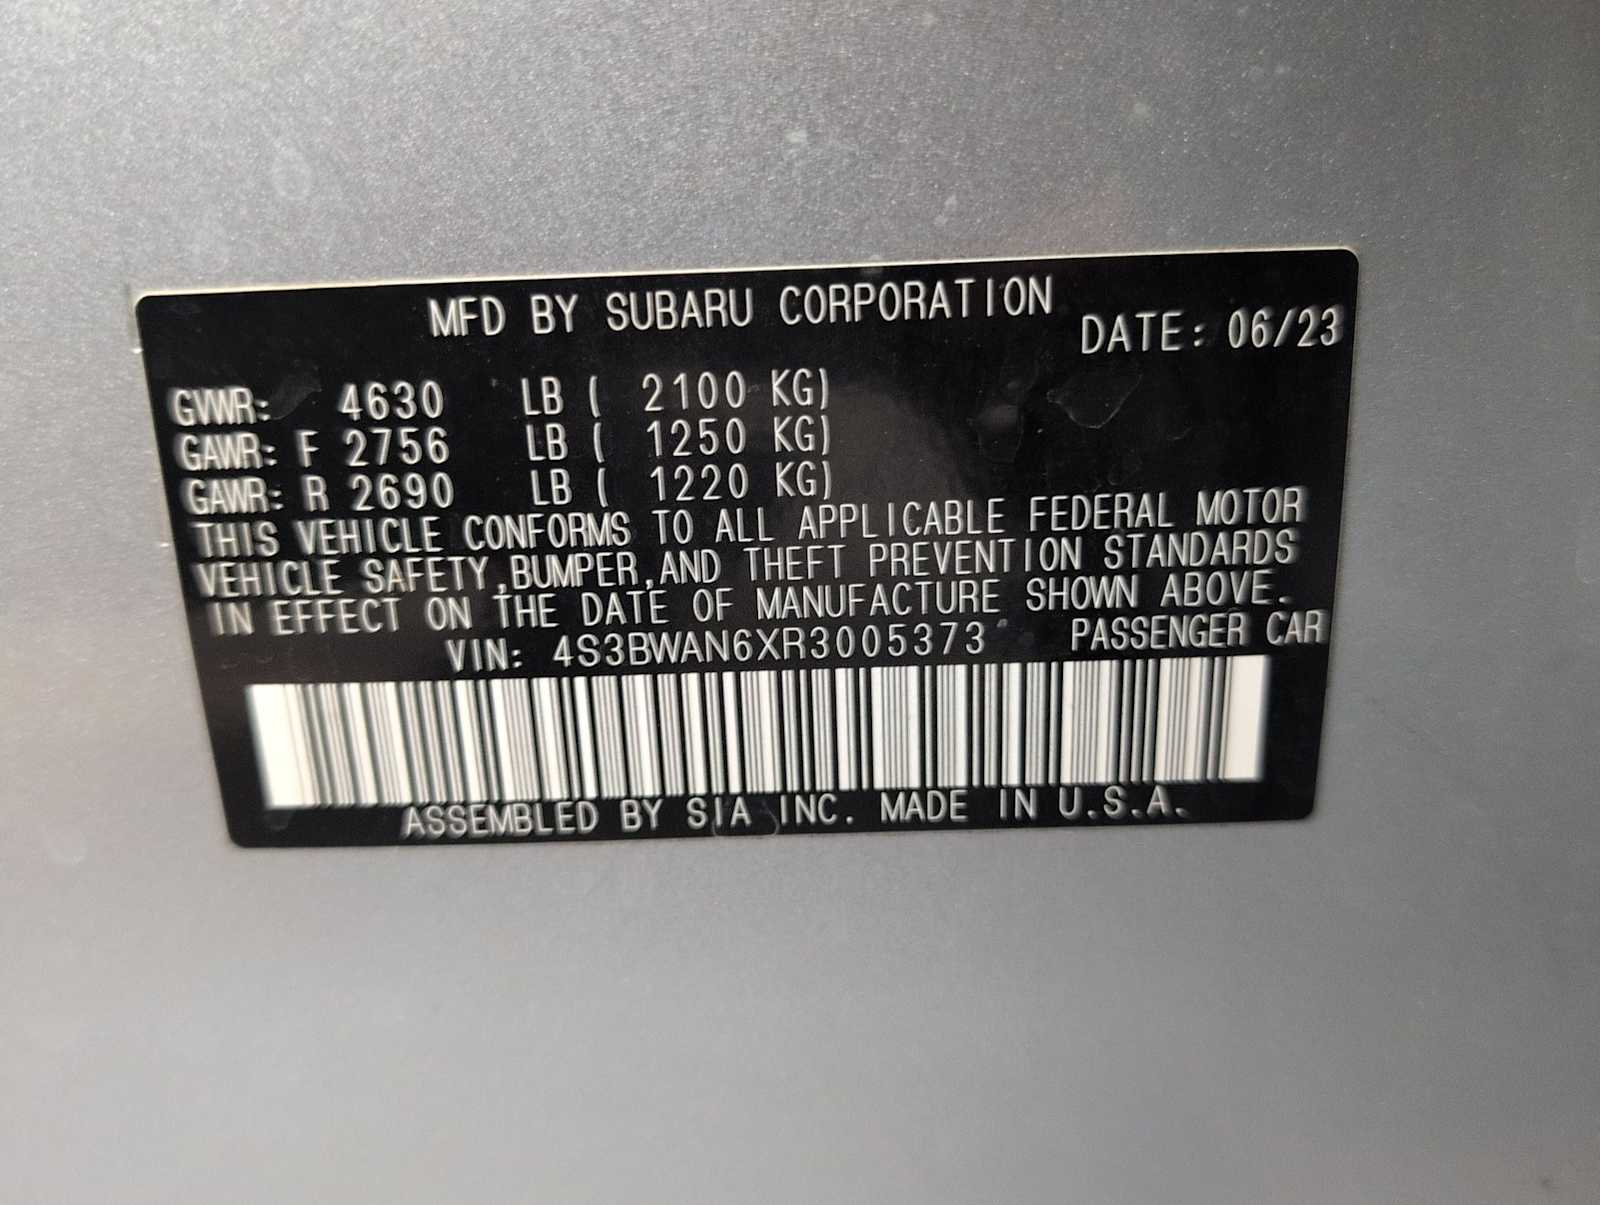 MFD BY SUBARU CORPORATION DATE: 06/23
GVWR: 4630 LB ( 2100 KG)
GAWR: F 2756 LB ( 1250 KG)
GAWR: R 2690 LB ( 1220 KG)
THIS VEHICLE CONFORMS TO ALL APPLICABLE FEDERAL MOTOR
VEHICLE SAFETY,BUMPER,AND THEFT PREVENTION STANDARDS
IN EFFECT ON THE DATE OF MANUFACTURE SHOWN ABOVE.
VIN: 4S3BWAN6XR3005373 PASSENGER CAR
ASSEMBLED BY SIA INC. MADE IN U.S.A.